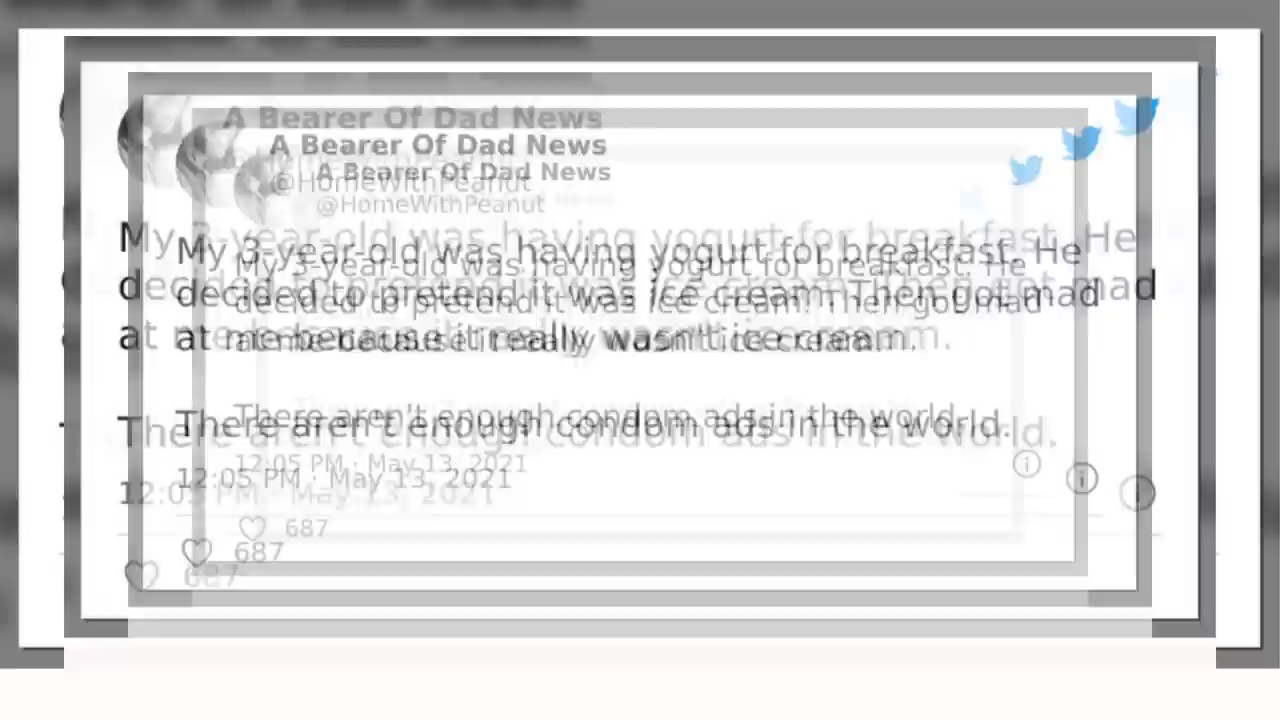 A Bearer Of Dad News
@HomeWithPeanut
My 3-year-old was having yogurt for breakfast. He
decided to pretend it was ice cream. Then got mad
at me because it really wasn't ice cream.
There aren't enough condom ads in the world.
12:05 PM · May 13, 2021
687